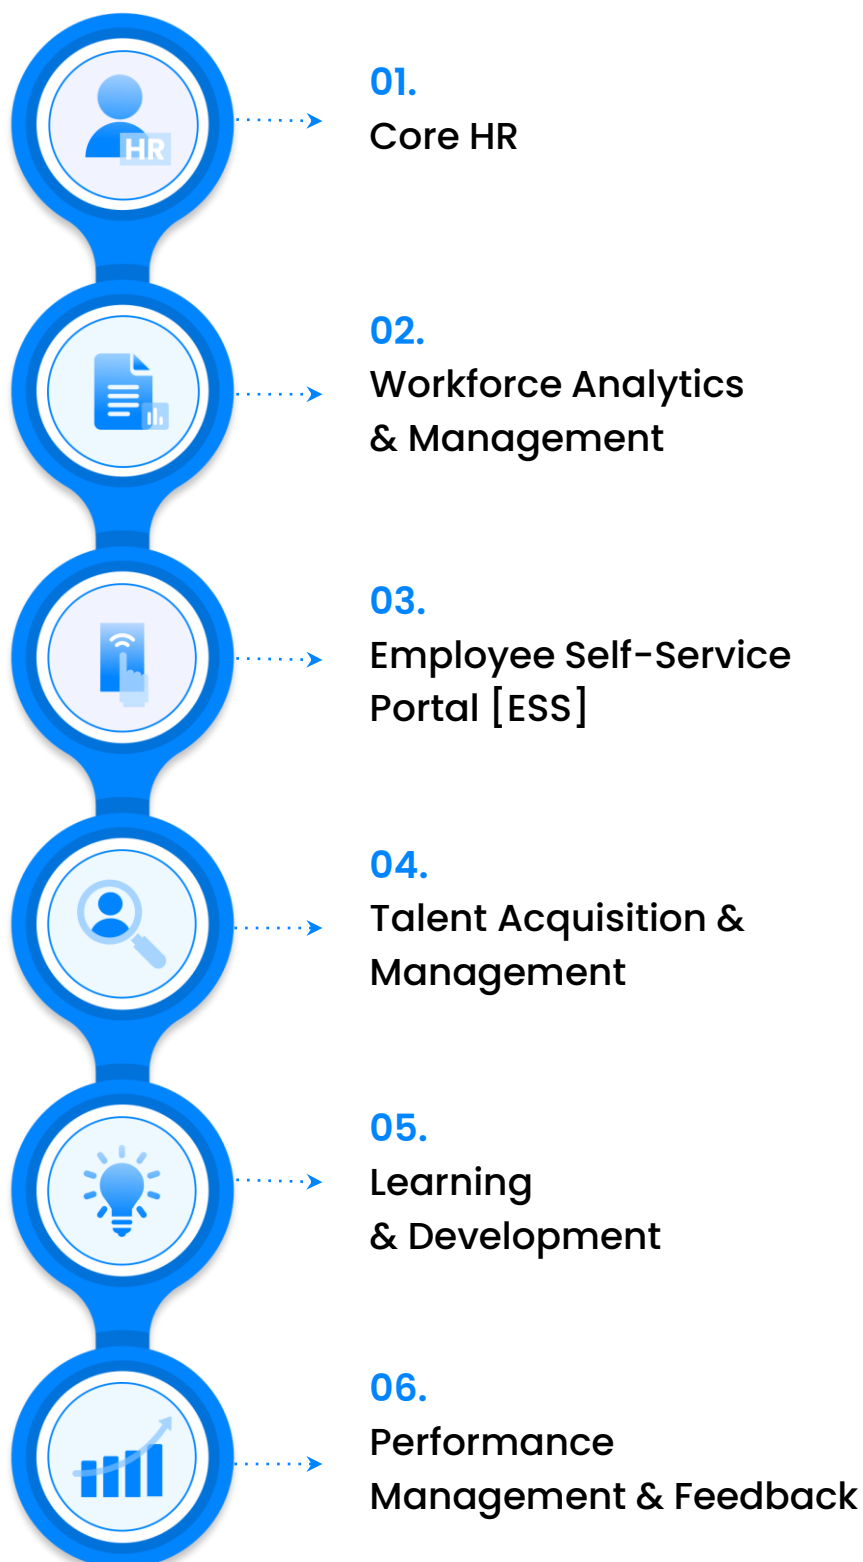 HR
01.
Core HR
02.
Workforce Analytics
& Management
03.
Employee Self-Service
Portal [ESS]
04.
Talent Acquisition &
Management
05.
Learning
& Development
06.
Performance
Management & Feedback